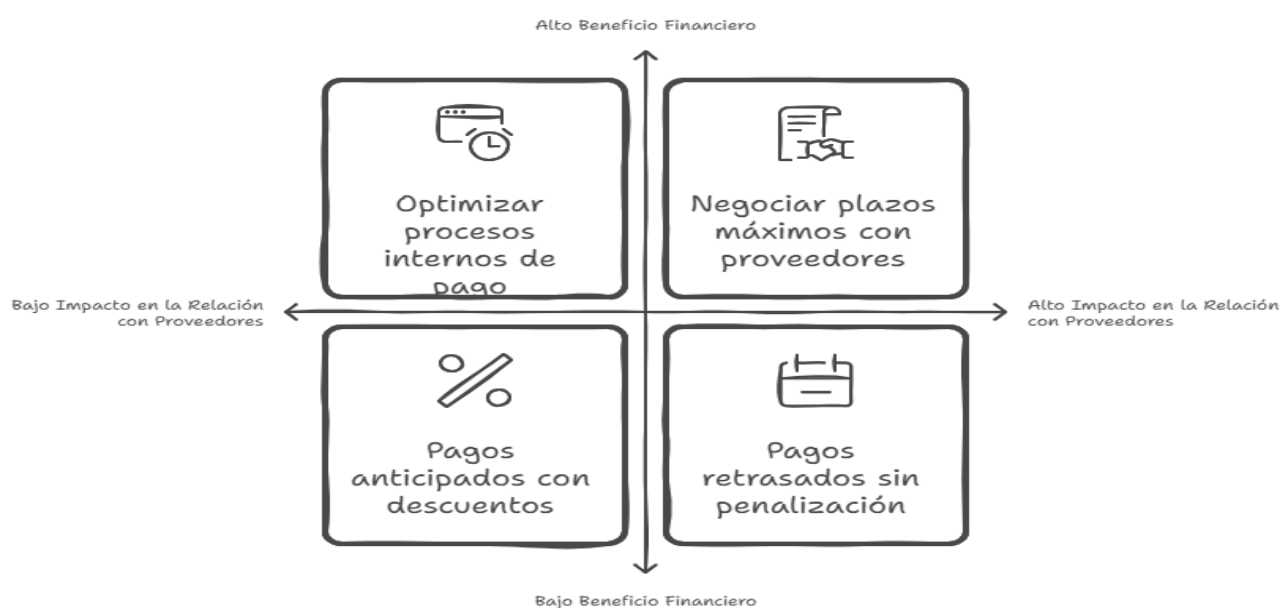 Alto Beneficio Financiero
Optimizar
procesos
internos de
pago
Negociar plazos
máximos con
proveedores
Bajo Impacto en la Relación
con Proveedores
Alto Impacto en la Relación
con Proveedores
Pagos
anticipados con
descuentos
Pagos
retrasados sin
penalización
Bajo Beneficio Financiero